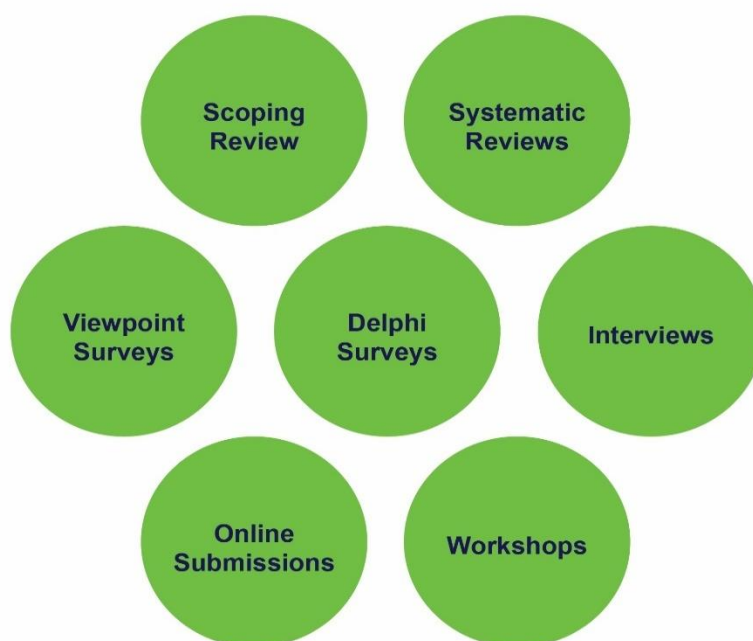 Scoping
Review
Systematic
Reviews
Viewpoint
Surveys
Delphi
Surveys
Interviews
Online
Submissions
Workshops